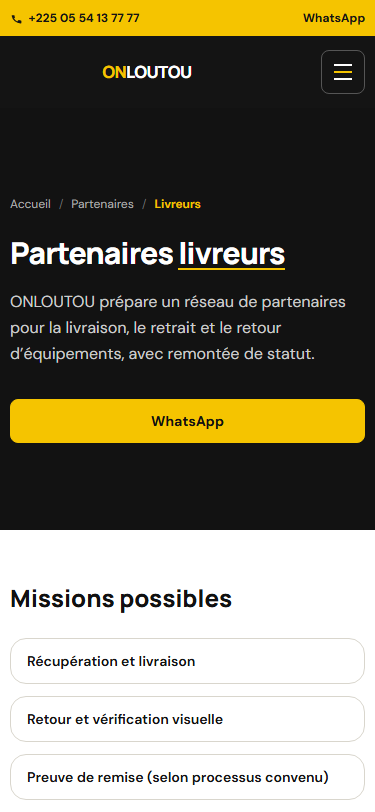 +225 05 54 13 77 77 WhatsApp
ONLOUTOU
Accueil / Partenaires / Livreurs
Partenaires livreurs
ONLOUTOU prépare un réseau de partenaires
pour la livraison, le retrait et le retour
d’équipements, avec remontée de statut.
WhatsApp
Missions possibles
Récupération et livraison
Retour et vérification visuelle
Preuve de remise (selon processus convenu)